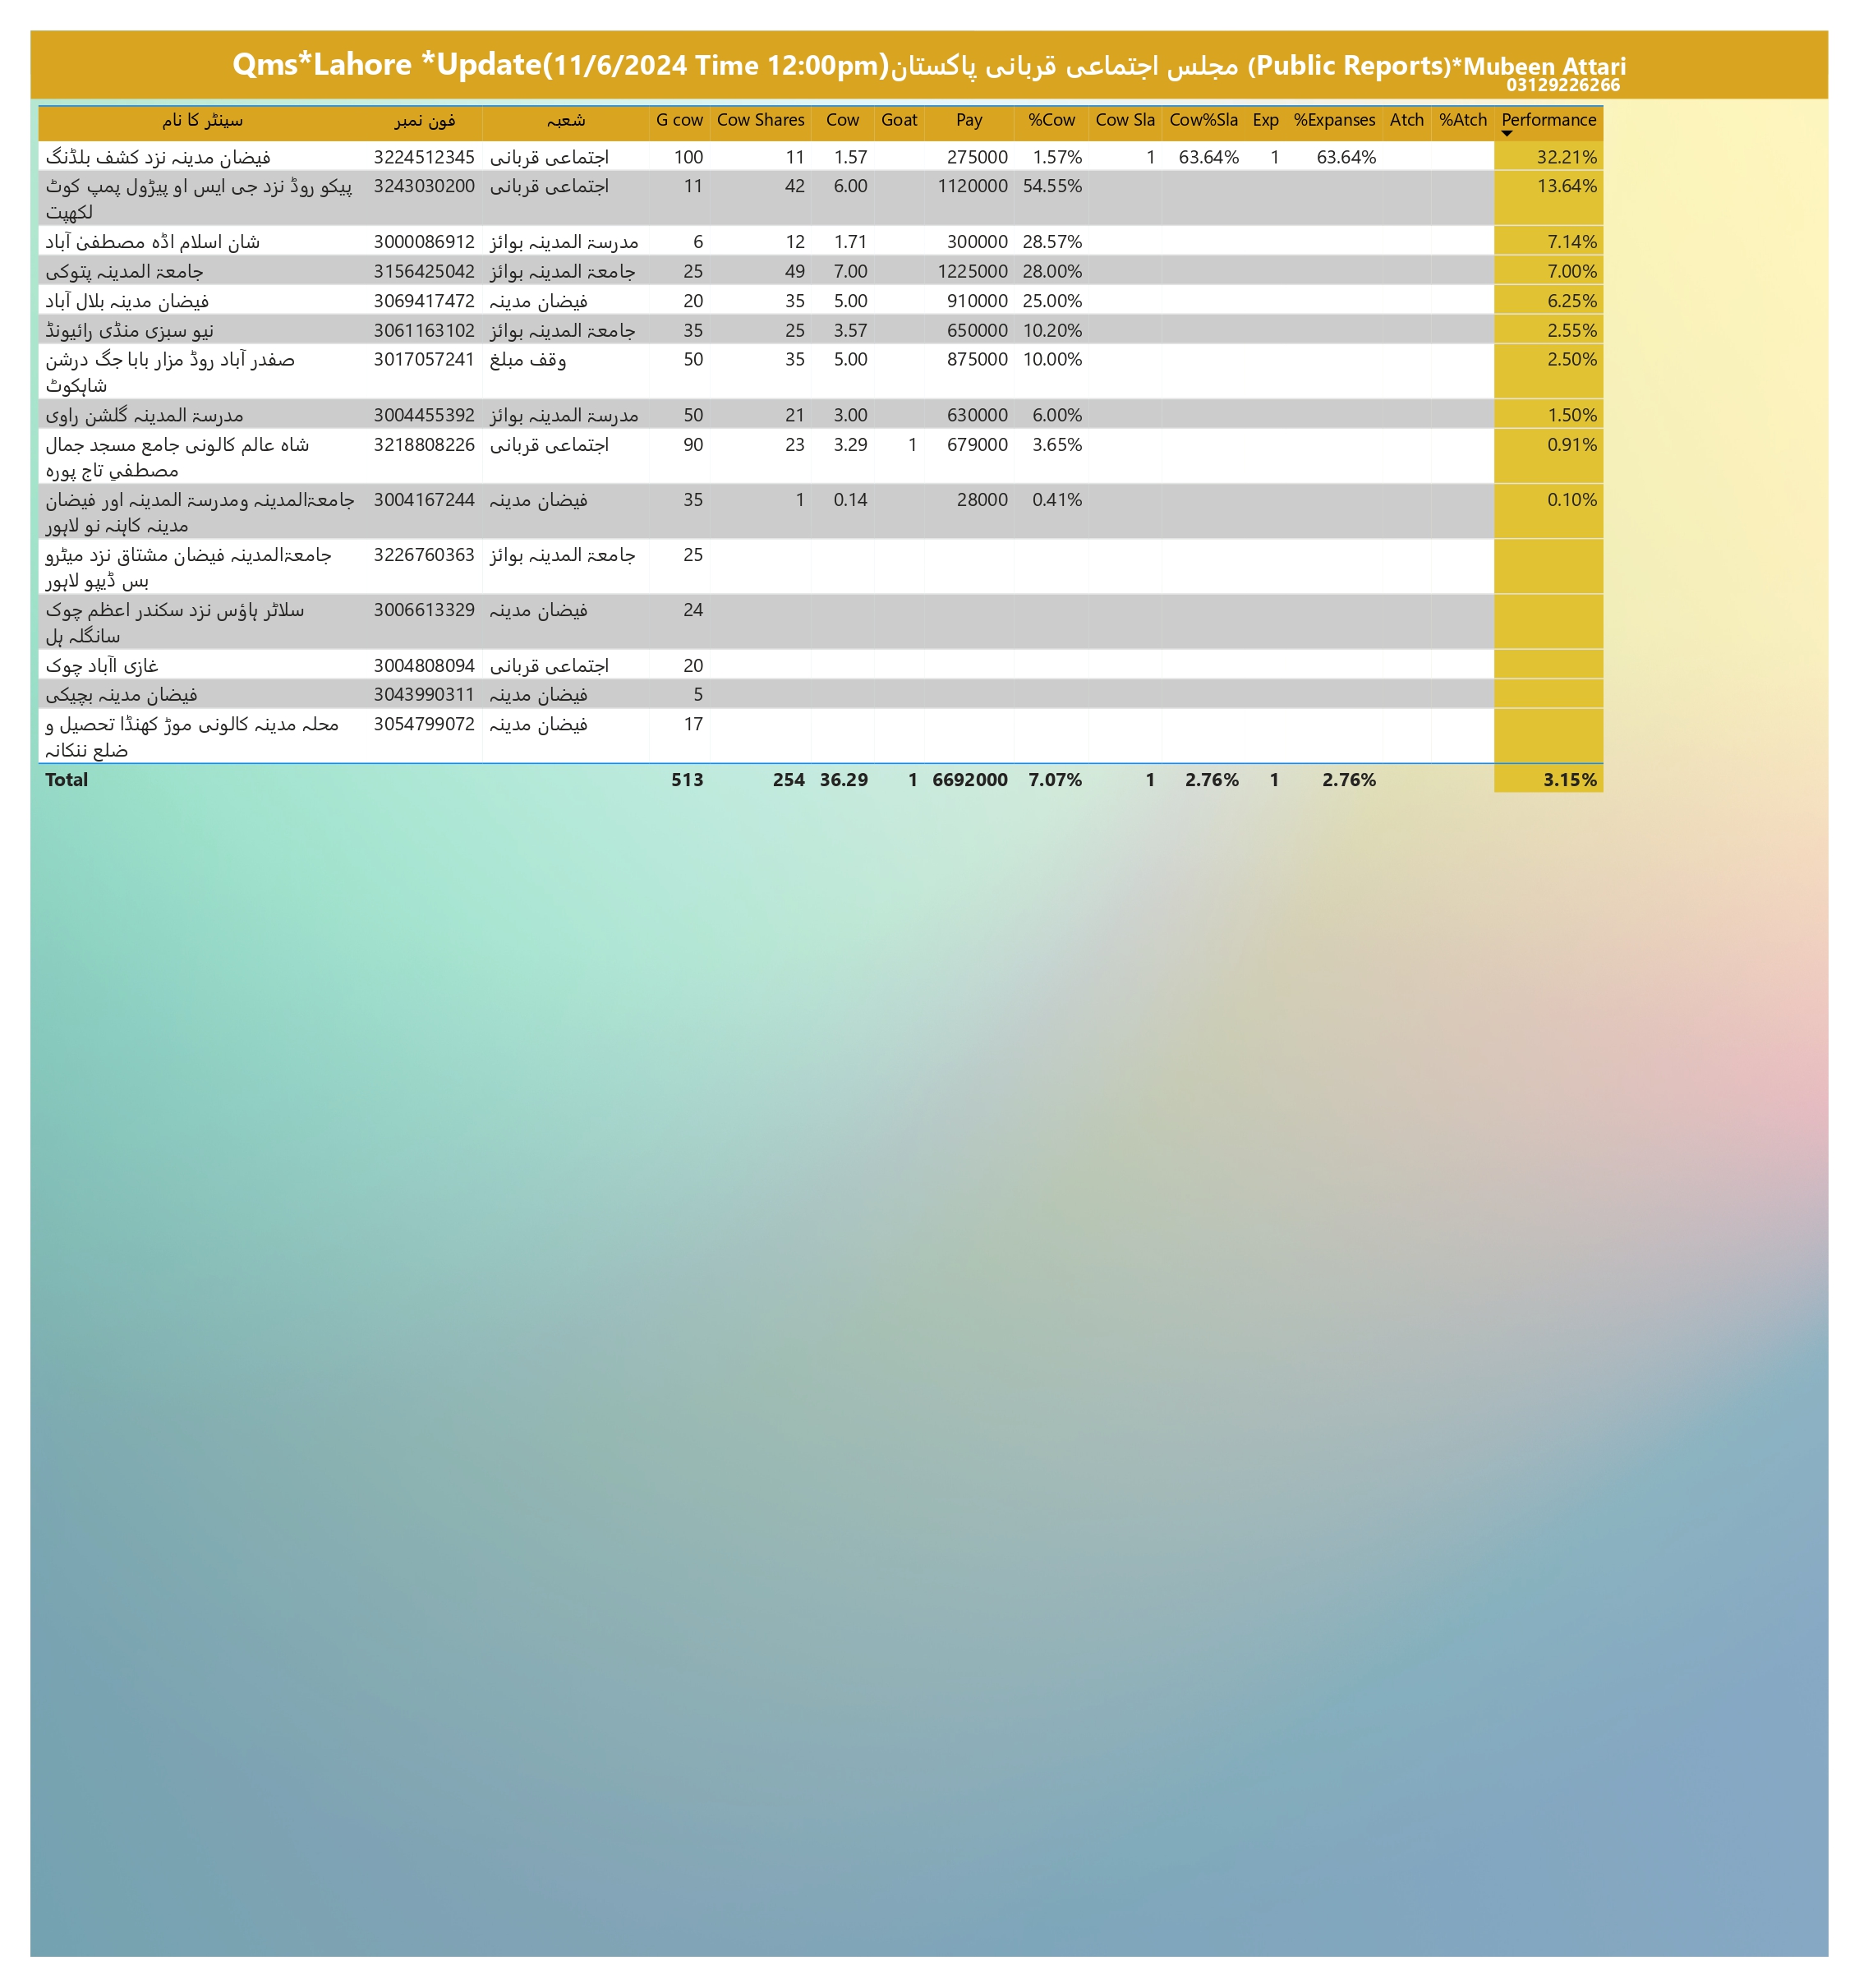 Qms*Lahore *Update(11/6/2024 Time 12:00pm)مجلس اجتماعی قربانی پاکستان (Public Reports)*Mubeen Attari
03129226266
سینٹر کا نام فون نمبر شعبہ G cow Cow Shares Cow Goat Pay %Cow Cow Sla Cow%Sla Exp %Expanses Atch %Atch Performance
فیضان مدینہ نزد کشف بلڈنگ 3224512345 اجتماعی قربانی 100 11 1.57 275000 1.57% 1 63.64% 1 63.64% 32.21%
پیکو روڈ نزد جی ایس او پیڑول پمپ کوٹ 3243030200 اجتماعی قربانی 11 42 6.00 1120000 54.55% 13.64%
لکھپت
شان اسلام اڈہ مصطفیٰ آباد 3000086912 مدرسۃ المدینہ بوائز 6 12 1.71 300000 28.57% 7.14%
جامعۃ المدینہ پتوکی 3156425042 جامعۃ المدینہ بوائز 25 49 7.00 1225000 28.00% 7.00%
فیضان مدینہ بلال آباد 3069417472 فیضان مدینہ 20 35 5.00 910000 25.00% 6.25%
نیو سبزی منڈی رائیونڈ 3061163102 جامعۃ المدینہ بوائز 35 25 3.57 650000 10.20% 2.55%
صفدر آباد روڈ مزار بابا جگ درشن 3017057241 وقف مبلغ 50 35 5.00 875000 10.00% 2.50%
شاہکوٹ
مدرسۃ المدینہ گلشن راوی 3004455392 مدرسۃ المدینہ بوائز 50 21 3.00 630000 6.00% 1.50%
شاہ عالم کالونی جامع مسجد جمال 3218808226 اجتماعی قربانی 90 23 3.29 1 679000 3.65% 0.91%
مصطفیٰ تاج پورہ
جامعۃالمدینہ ومدرسۃ المدینہ اور فیضان 3004167244 فیضان مدینہ 35 1 0.14 28000 0.41% 0.10%
مدینہ کاہنہ نو لاہور
جامعۃالمدینہ فیضان مشتاق نزد میٹرو 3226760363 جامعۃ المدینہ بوائز 25
بس ڈیپو لاہور
سلاٹر ہاؤس نزد سکندر اعظم چوک 3006613329 فیضان مدینہ 24
سانگلہ ہل
غازی اآباد چوک 3004808094 اجتماعی قربانی 20
فیضان مدینہ بچیکی 3043990311 فیضان مدینہ 5
محلہ مدینہ کالونی موڑ کھنڈا تحصیل و 3054799072 فیضان مدینہ 17
ضلع ننکانہ
Total 513 254 36.29 1 6692000 7.07% 1 2.76% 1 2.76% 3.15%